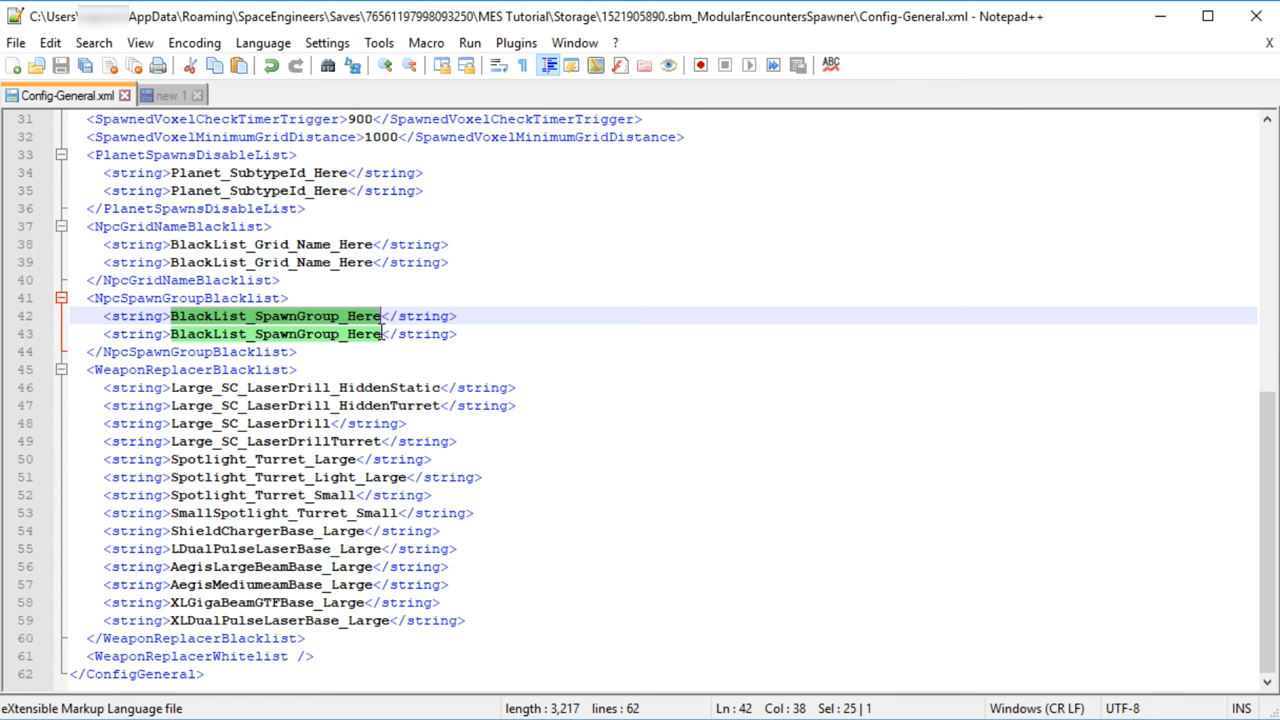 C:\Users\ AppData/Roaming\SpaceEngineers\Saves\76561197998093250\MES Tutorial\Storage\1521905890.sbm_ModularEncountersSpawner\Config-General.xml - Notepad++
File Edit Search View Encoding Language Settings Tools Macro Run Plugins Window ? X
ABC
Config-General.xml new 1
31 <SpawnedVoxelCheckTimerTrigger>900</SpawnedVoxelCheckTimerTrigger>
32 <SpawnedVoxelMinimumGridDistance>1000</SpawnedVoxelMinimumGridDistance>
33 <PlanetSpawnsDisableList>
34 <string>Planet_SubtypeId_Here</string>
35 <string>Planet_SubtypeId_Here</string>
36 </PlanetSpawnsDisableList>
37 <NpcGridNameBlacklist>
38 <string>BlackList_Grid_Name_Here</string>
39 <string>BlackList_Grid_Name_Here</string>
40 </NpcGridNameBlacklist>
41 <NpcSpawnGroupBlacklist>
42 <string>BlackList_SpawnGroup_Here</string>
43 <string>BlackList_SpawnGroup_Here</string>
44 </NpcSpawnGroupBlacklist>
45 <WeaponReplacerBlacklist>
46 <string>Large_SC_LaserDrill_HiddenStatic</string>
47 <string>Large_SC_LaserDrill_HiddenTurret</string>
48 <string>Large_SC_LaserDrill</string>
49 <string>Large_SC_LaserDrillTurret</string>
50 <string>Spotlight_Turret_Large</string>
51 <string>Spotlight_Turret_Light_Large</string>
52 <string>Spotlight_Turret_Small</string>
53 <string>SmallSpotlight_Turret_Small</string>
54 <string>ShieldChargerBase_Large</string>
55 <string>LDualPulseLaserBase_Large</string>
56 <string>AegisLargeBeamBase_Large</string>
57 <string>AegisMediumeamBase_Large</string>
58 <string>XLGigaBeamGTFBase_Large</string>
59 <string>XLDualPulseLaserBase_Large</string>
60 </WeaponReplacerBlacklist>
61 <WeaponReplacerWhitelist />
62 </ConfigGeneral>
eXtensible Markup Language file length : 3,217 lines : 62 Ln : 42 Col : 38 Sel : 25 | 1 Windows (CR LF) UTF-8 INS